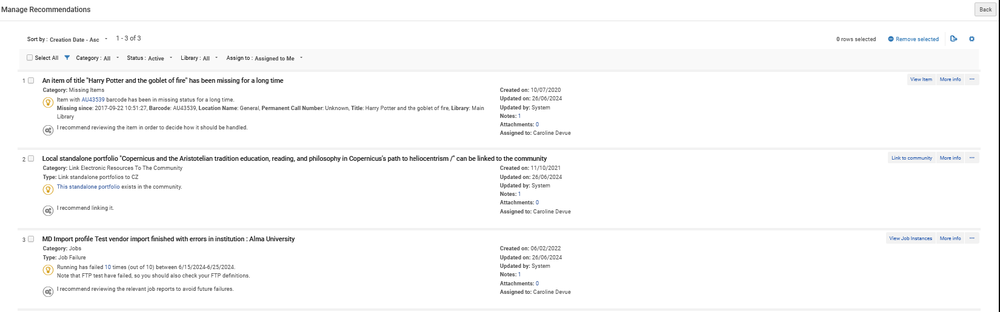 Manage Recommendations
Back
Sort by : Creation Date - Asc 1 - 3 of 3
0 rows selected Remove selected
Select All Category : All Status : Active Library : All Assign to : Assigned to Me
1 An item of title "Harry Potter and the goblet of fire" has been missing for a long time
View Item More info ...
Category: Missing Items
Item with AU43539 barcode has been in missing status for a long time.
Missing since: 2017-09-22 10:51:27, Barcode: AU43539, Location Name: General, Permanent Call Number: Unknown, Title: Harry Potter and the goblet of fire, Library: Main
Library
I recommend reviewing the item in order to decide how it should be handled.
Created on: 10/07/2020
Updated on: 26/06/2024
Updated by: System
Notes: 1
Attachments: 0
Assigned to: Caroline Devue
2 Local standalone portfolio "Copernicus and the Aristotelian tradition education, reading, and philosophy in Copernicus's path to heliocentrism /" can be linked to the community
Link to community More info ...
Category: Link Electronic Resources To The Community
Type: Link standalone portfolios to CZ
This standalone portfolio exists in the community.
I recommend linking it.
Created on: 11/10/2021
Updated on: 26/06/2024
Updated by: System
Notes: 1
Attachments: 0
Assigned to: Caroline Devue
3 MD Import profile Test vendor import finished with errors in institution : Alma University
View Job Instances More info ...
Category: Jobs
Type: Job Failure
Running has failed 10 times (out of 10) between 6/15/2024-6/25/2024.
Note that FTP test have failed, so you should also check your FTP definitions.
I recommend reviewing the relevant job reports to avoid future failures.
Created on: 06/02/2022
Updated on: 26/06/2024
Updated by: System
Notes: 1
Attachments: 0
Assigned to: Caroline Devue